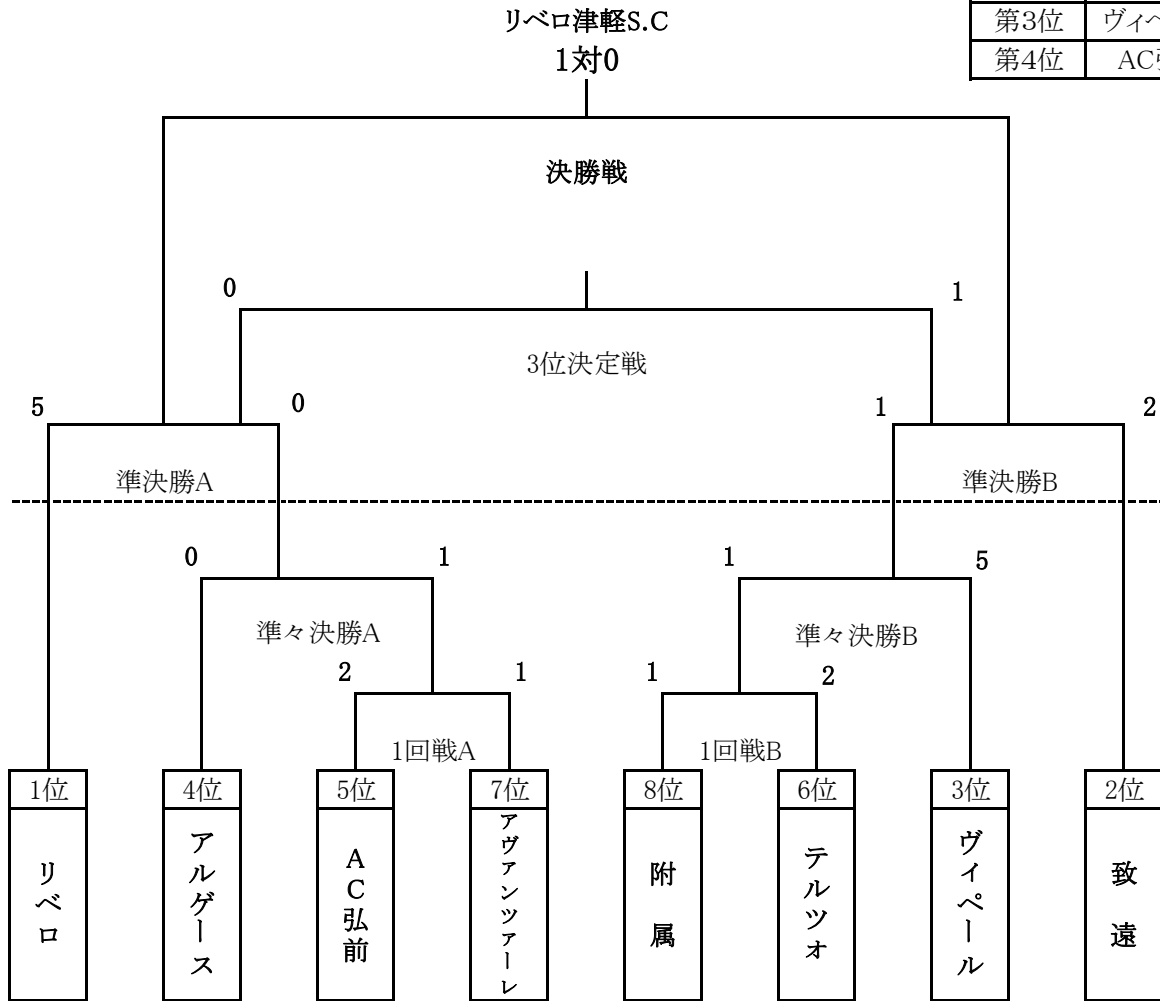 リベロ津軽S.C
1対0
第3位 ヴィペ
第4位 AC
決勝戦
0 1
3位決定戦
5 0 1 2
準決勝A 準決勝B
0 1 1 5
準々決勝A 準々決勝B
2 1 1 2
1回戦A 1回戦B
1位 4位 5位 7位 8位 6位 3位 2位
リベロ
アルゲース
AC弘前
アヴァンツァーレ
附属
テルツオ
ヴィペール
致遠